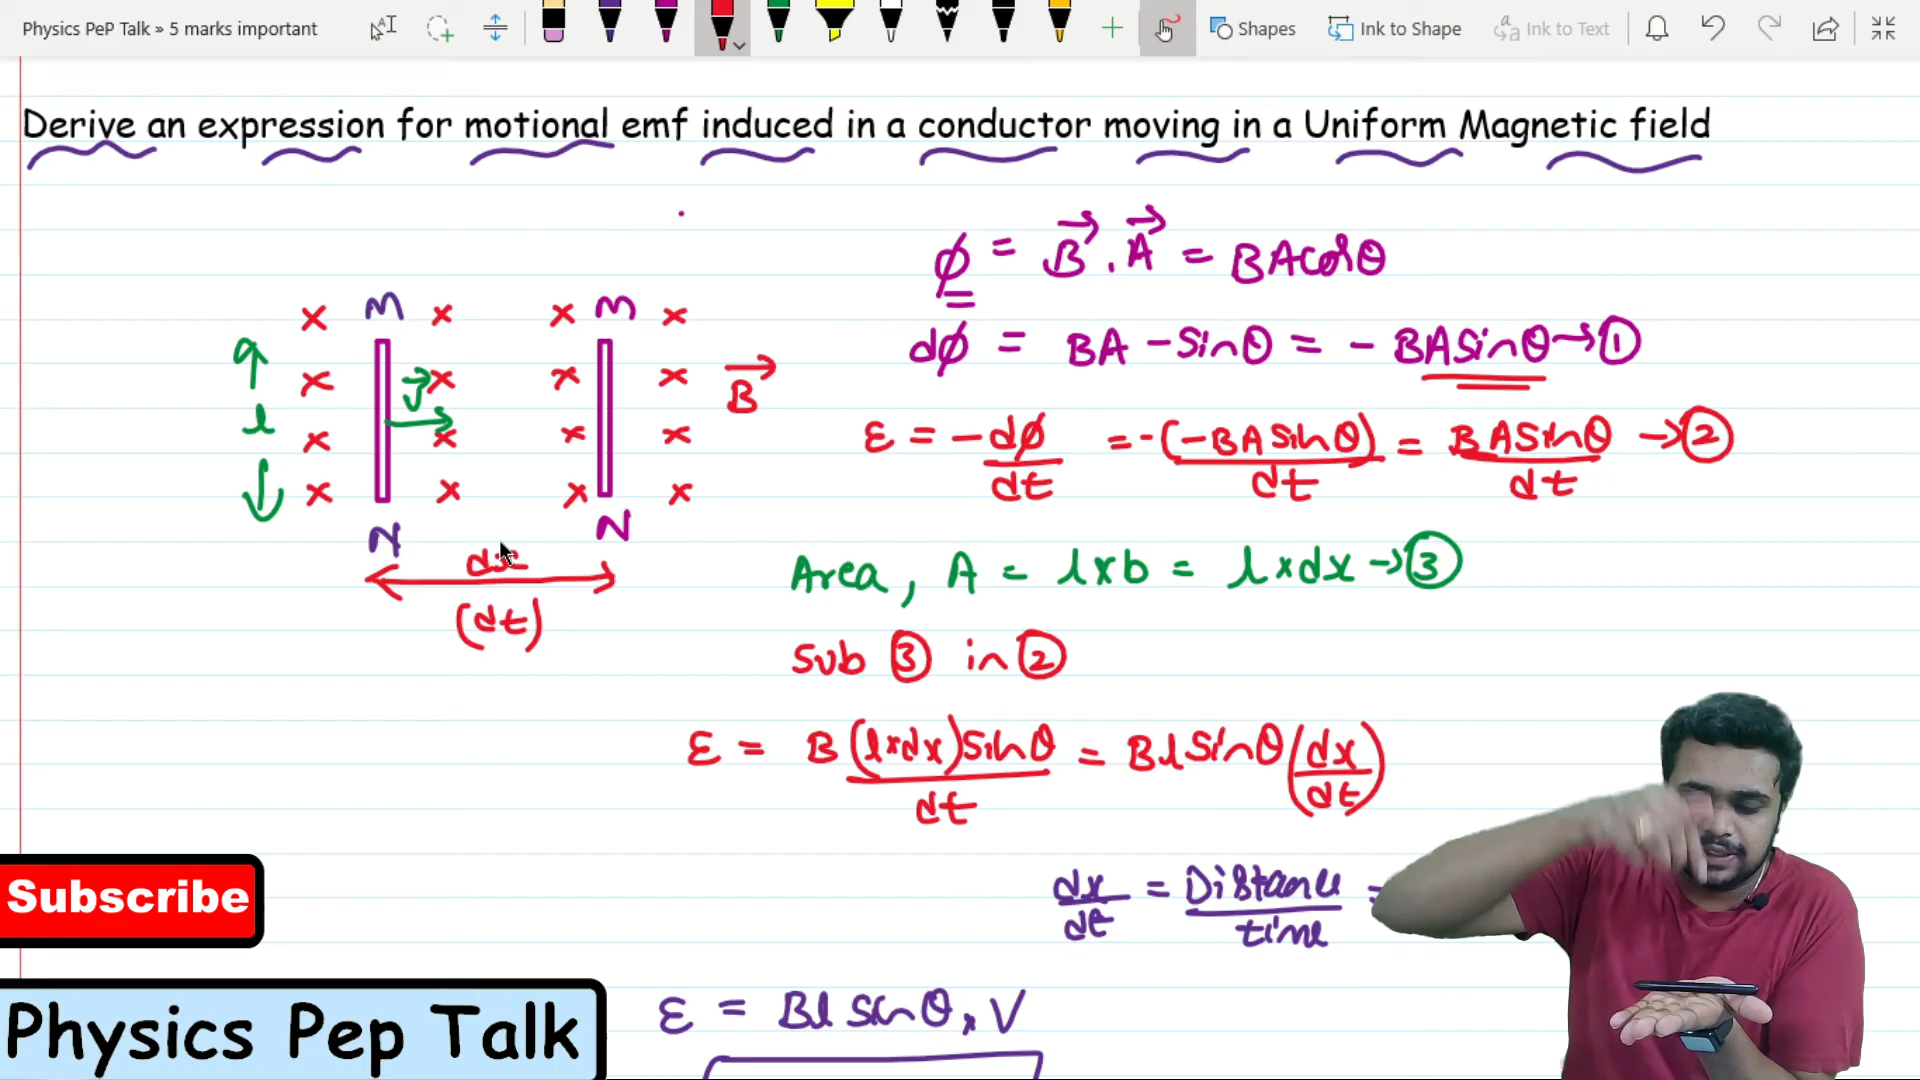 Physics PeP Talk » 5 marks important
Shapes
Ink to Shape
Ink to Text
Derive an expression for motional emf induced in a conductor moving in a Uniform Magnetic field
ϕ = B⃗ . A⃗ = BAcosθ
dϕ = BA -sinθ = - BASinθ → ①
ε = -dϕ/dt = -(-BASinθ)/dt = BASinθ/dt → ②
x M x x M x
x V⃗ x x x B⃗
l
x x x x
x x x x
N N
dx
(dt)
Area, A = l×b = l×dx → ③
Sub ③ in ②
ε = B(l×dx)Sinθ/dt = BlSinθ(dx/dt)
dx/dt = Distance/time =
ε = Bl sinθ × V
Subscribe
Physics Pep Talk